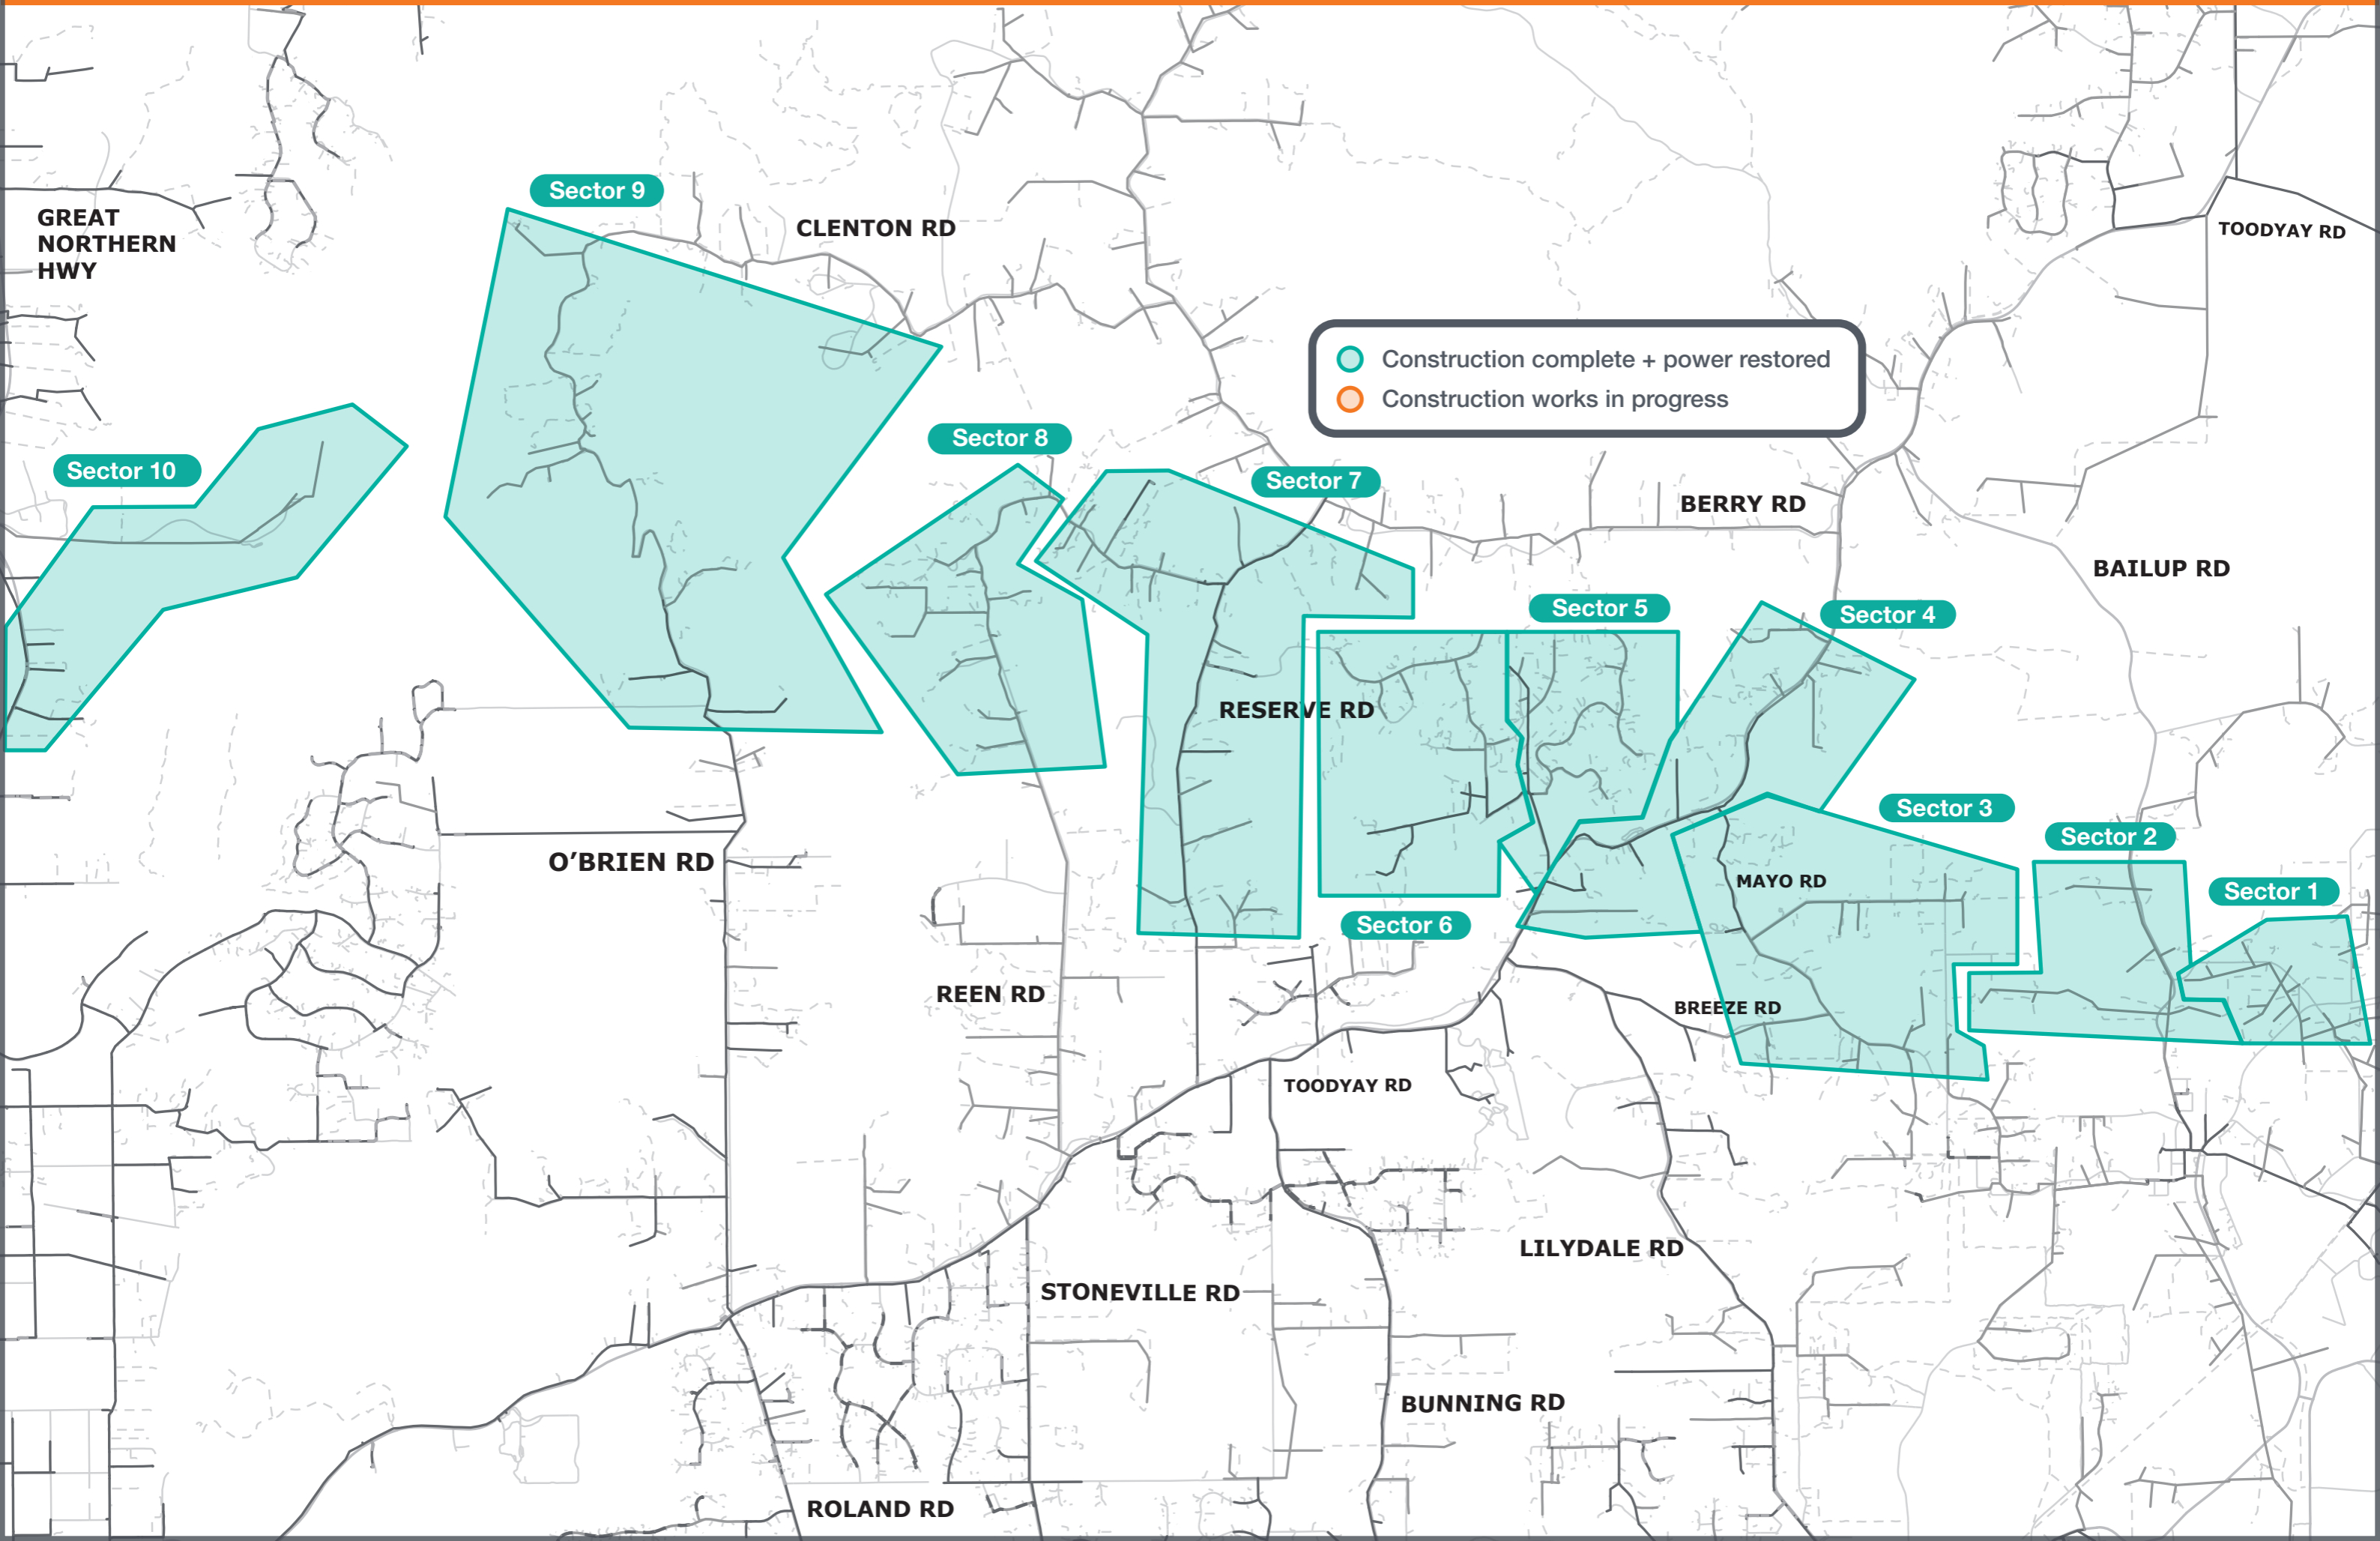 Sector 9
GREAT
NORTHERN
HWY
CLENTON RD
TOODYAY RD
Construction complete + power restored
Construction works in progress
Sector 8
Sector 10
Sector 7
BERRY RD
BAILUP RD
Sector 5
Sector 4
RESERVE RD
Sector 3
Sector 2
O'BRIEN RD
MAYO RD
Sector 1
Sector 6
REEN RD
BREEZE RD
TOODYAY RD
LILYDALE RD
STONEVILLE RD
BUNNING RD
ROLAND RD